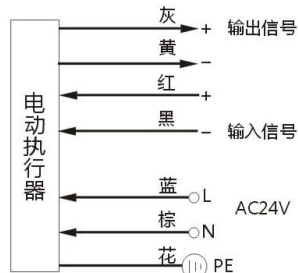 灰 + 输出信号
黄 −
红 +
黑 − 输入信号
蓝 L
AC24V
棕 N
花 PE
电动执行器